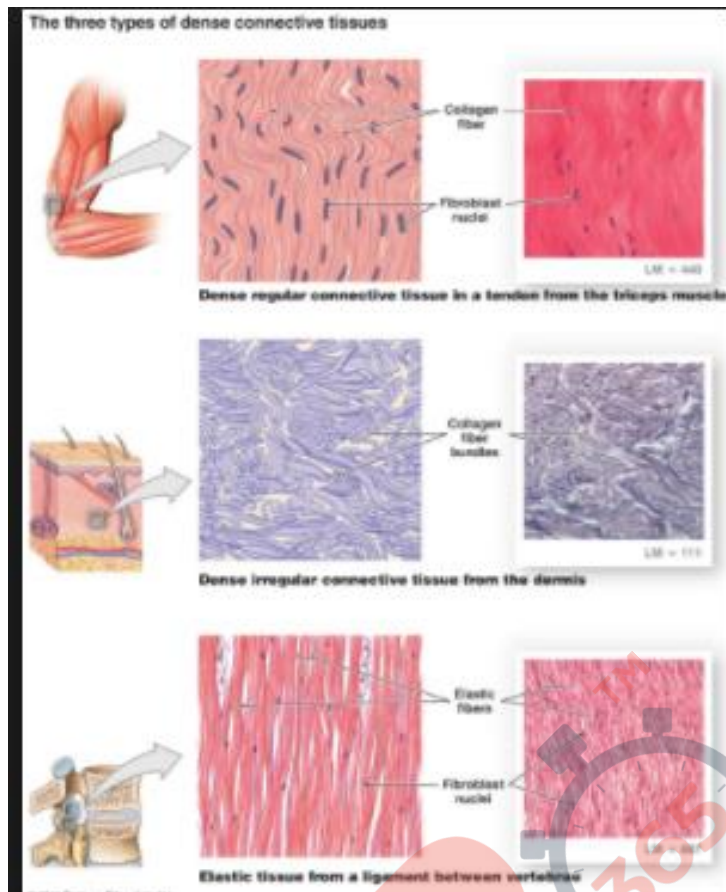 The three types of dense connective tissues
Collagen
fiber
Fibroblast
nuclei
Dense regular connective tissue in a tendon from the triceps muscle
Collagen
fiber
bundles
Dense irregular connective tissue from the dermis
Elastic
fibers
Fibroblast
nuclei
Elastic tissue from a ligament between vertebrae
TM
365